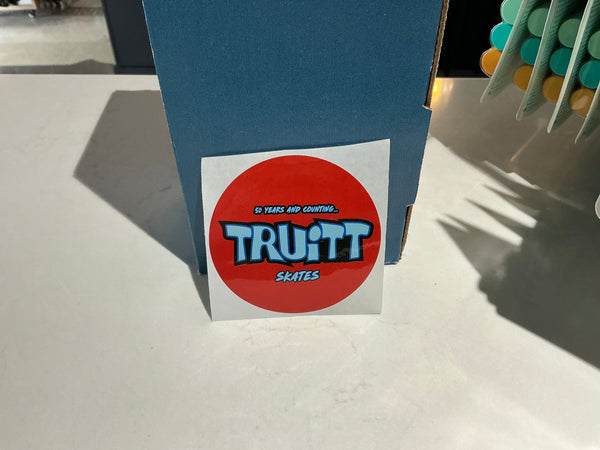 50 YEARS AND COUNTING..
TRUiTT
SKATES